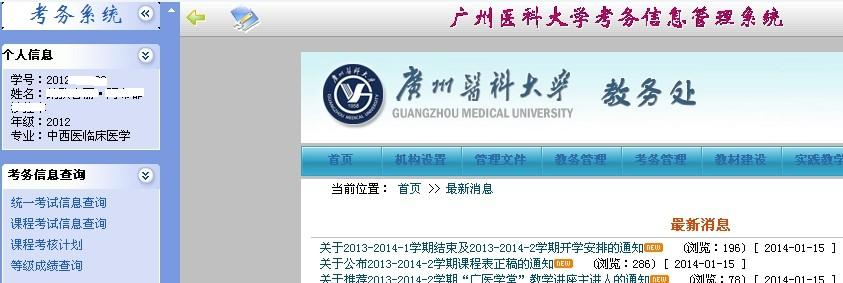 考务系统
广州医科大学考务信息管理系统
个人信息
学号：2012
姓名：
年级：2012
专业：中西医临床医学
考务信息查询
统一考试信息查询
课程考试信息查询
课程考核计划
等级成绩查询
廣州醫科大學 教务处
GUANGZHOU MEDICAL UNIVERSITY
1958
首页 机构设置 管理文件 教务管理 考务管理 教材建设 实践教学
当前位置： 首页 >> 最新消息
最新消息
关于2013-2014-1学期结束及2013-2014-2学期开学安排的通知 NEW (浏览：196) [ 2014-01-15 ]
关于公布2013-2014-2学期课程表正稿的通知 NEW (浏览：286) [ 2014-01-15 ]
关于推荐2013-2014-2学期“广医学堂”教学讲座主讲人的通知 NEW (浏览：78) [ 2014-01-15 ]